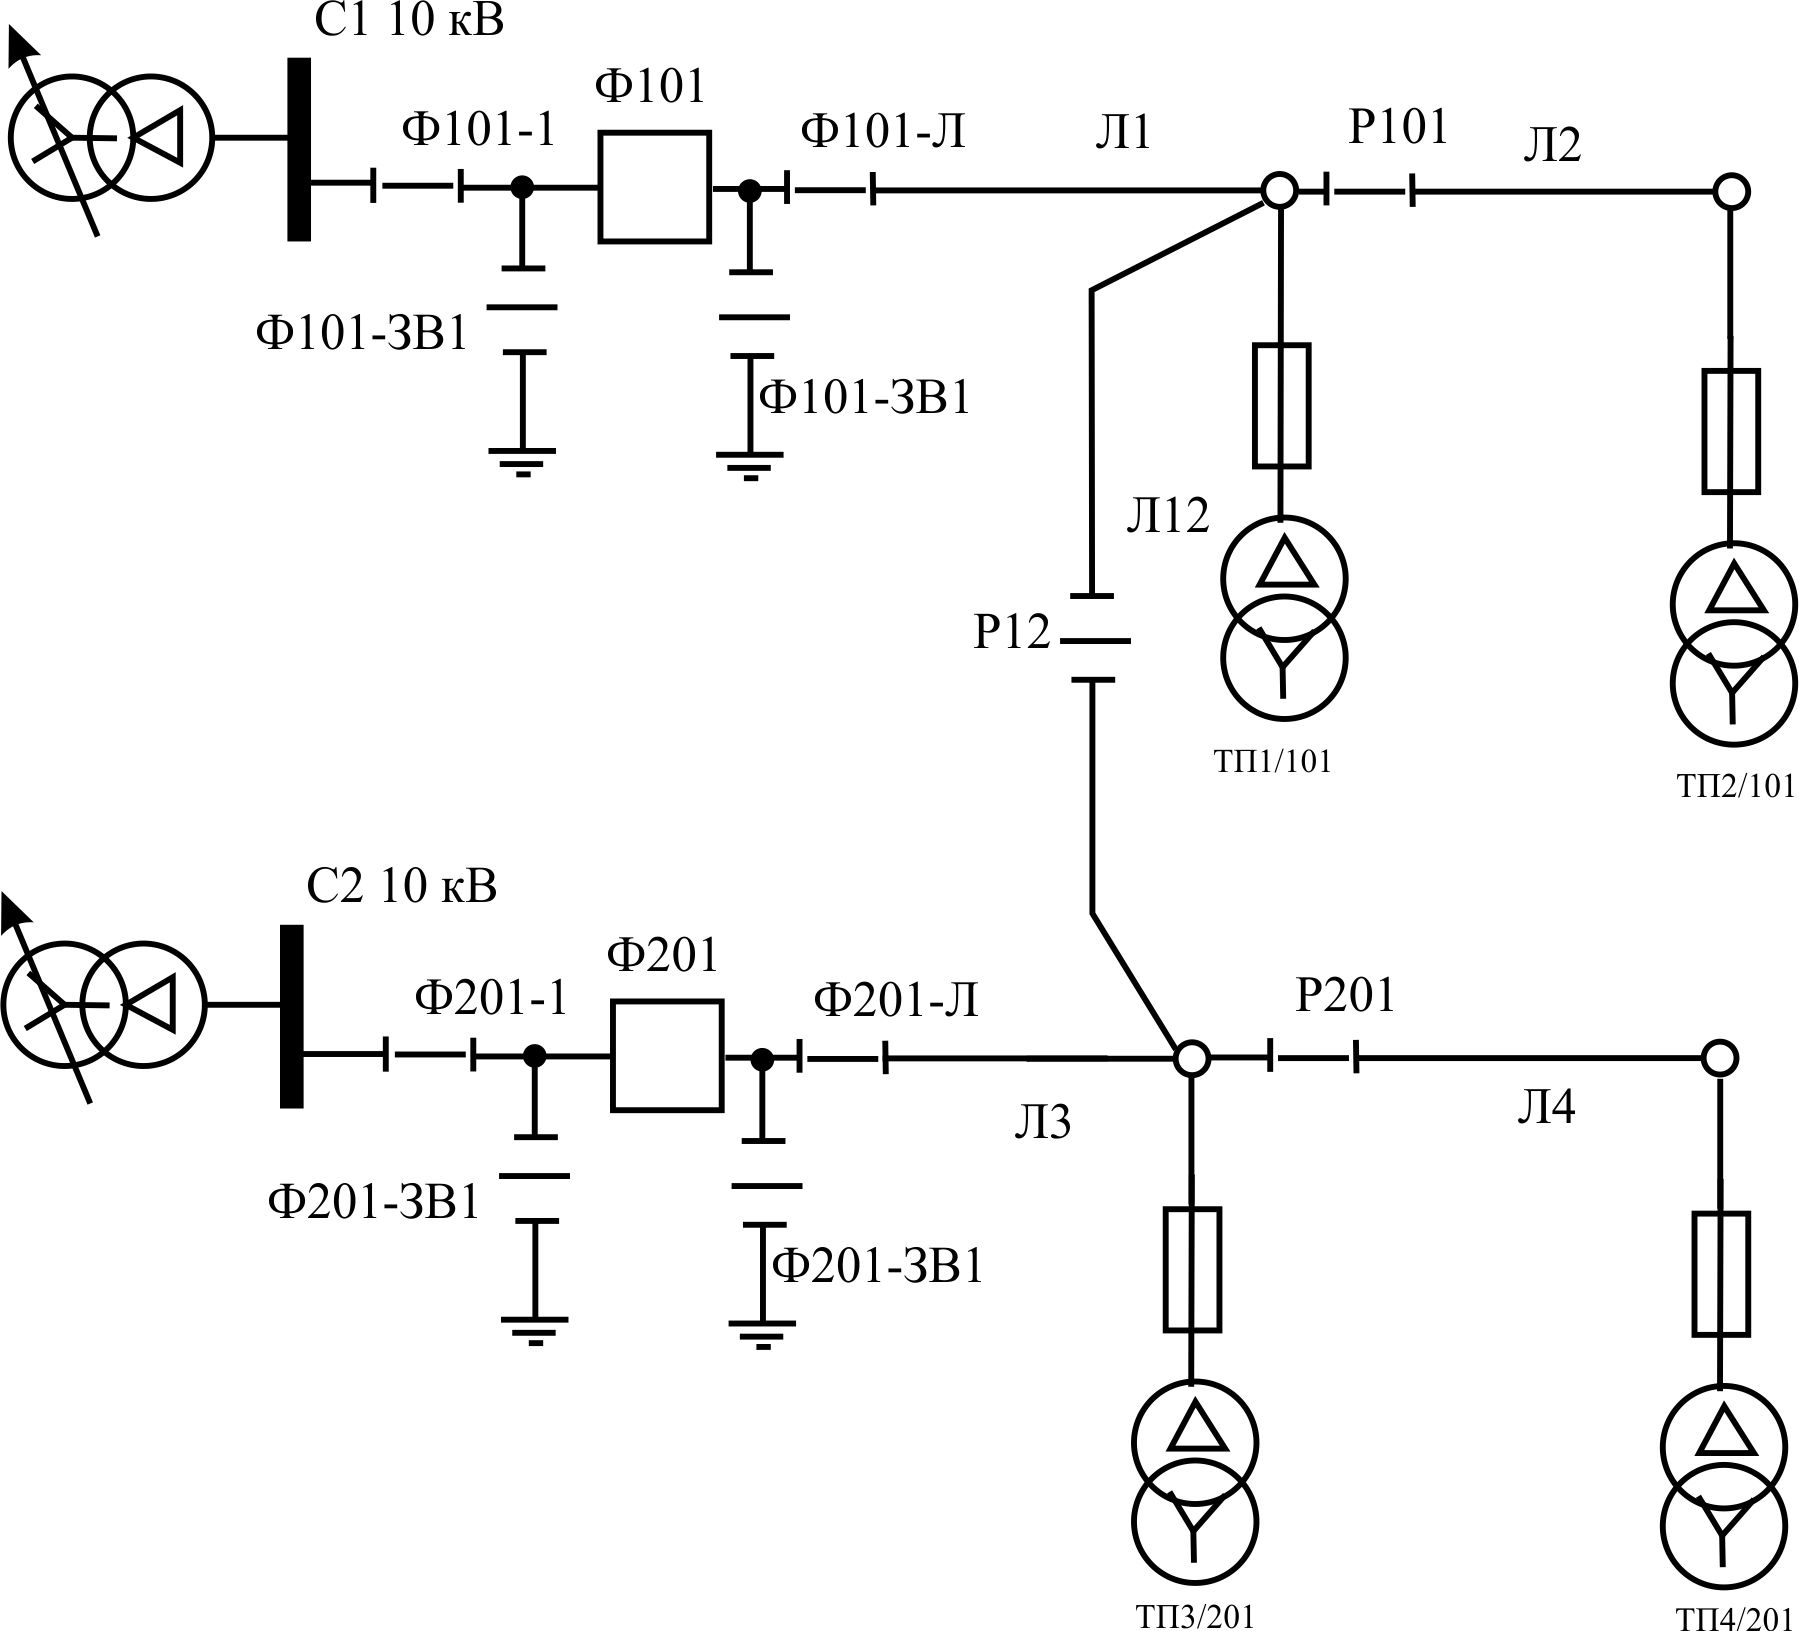 С1 10 кВ
Ф101
Ф101-1
Ф101-Л
Л1
Р101
Л2
Ф101-ЗВ1
Ф101-ЗВ1
Л12
Р12
ТП1/101
ТП2/101
С2 10 кВ
Ф201
Ф201-1
Ф201-Л
Р201
Л3
Л4
Ф201-ЗВ1
Ф201-ЗВ1
ТП3/201
ТП4/201